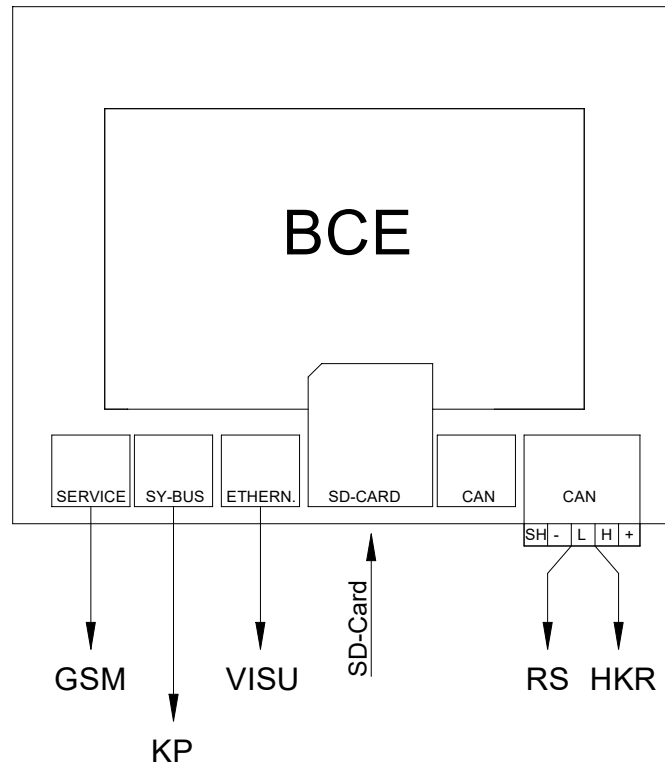 BCE
SERVICE SY-BUS ETHERN. SD-CARD CAN CAN
SH - L H +
SD-Card
GSM VISU RS HKR
KP